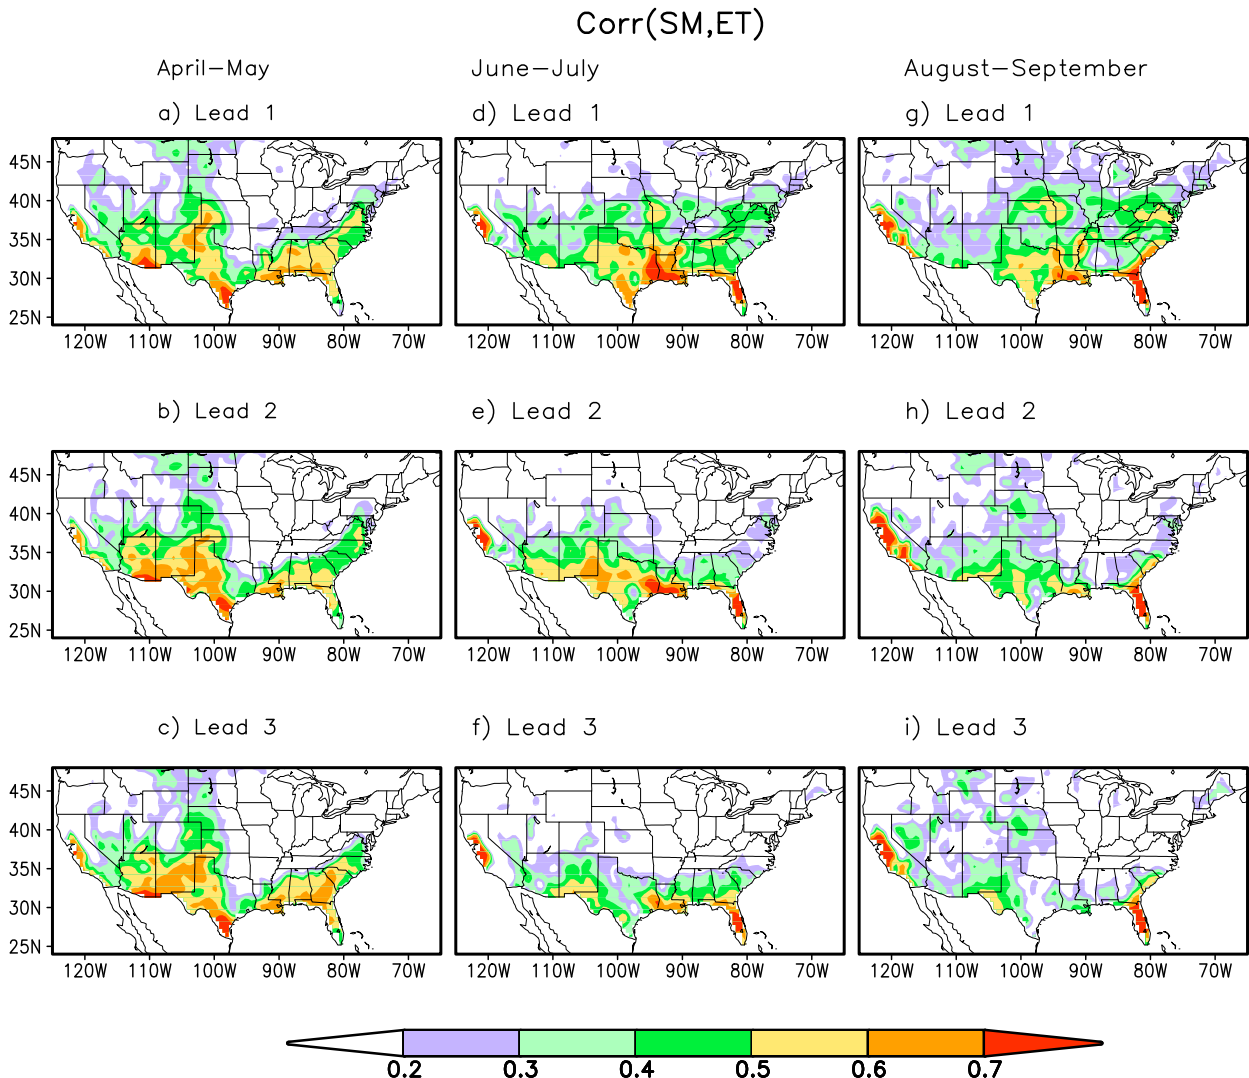 Corr(SM,ET)
April–May June–July August–September
a) Lead 1 d) Lead 1 g) Lead 1
45N
40N
35N
30N
25N
120W 110W 100W 90W 80W 70W 120W 110W 100W 90W 80W 70W 120W 110W 100W 90W 80W 70W
b) Lead 2 e) Lead 2 h) Lead 2
45N
40N
35N
30N
25N
120W 110W 100W 90W 80W 70W 120W 110W 100W 90W 80W 70W 120W 110W 100W 90W 80W 70W
c) Lead 3 f) Lead 3 i) Lead 3
45N
40N
35N
30N
25N
120W 110W 100W 90W 80W 70W 120W 110W 100W 90W 80W 70W 120W 110W 100W 90W 80W 70W
0.2 0.3 0.4 0.5 0.6 0.7